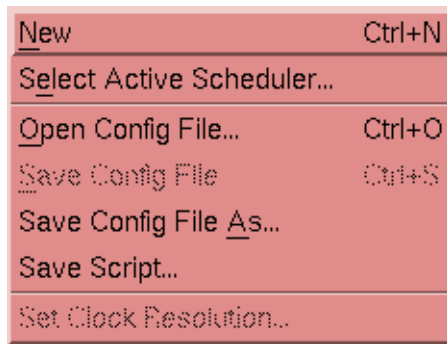 New Ctrl+N
Select Active Scheduler...
Open Config File... Ctrl+O
Save Config File Ctrl+S
Save Config File As...
Save Script...
Set Clock Resolution...